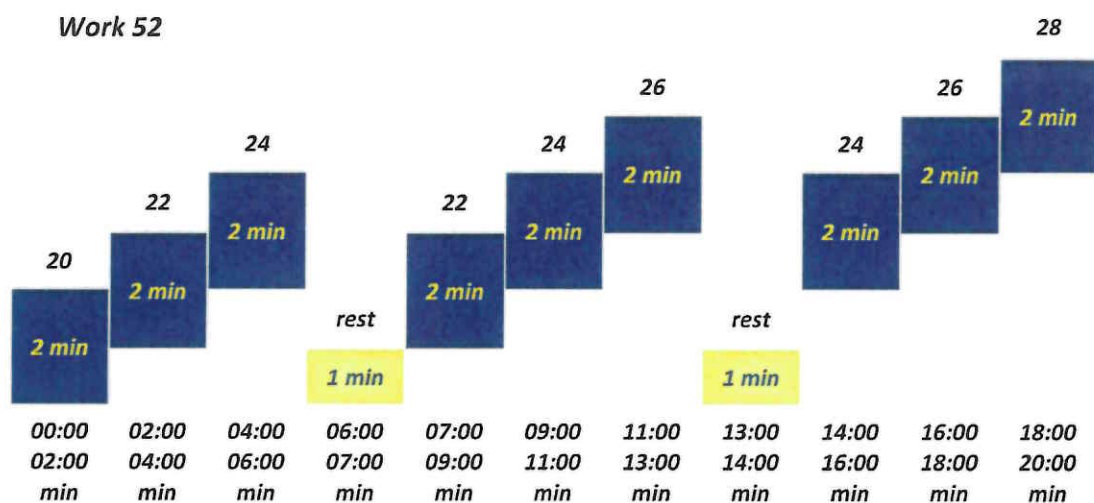 Work 52
28
26
26
24
24
24
22
22
20
rest
rest
2 min
2 min
2 min
2 min
2 min
2 min
2 min
2 min
2 min
1 min
1 min
00:00 02:00 04:00 06:00 07:00 09:00 11:00 13:00 14:00 16:00 18:00
02:00 04:00 06:00 07:00 09:00 11:00 13:00 14:00 16:00 18:00 20:00
min min min min min min min min min min min